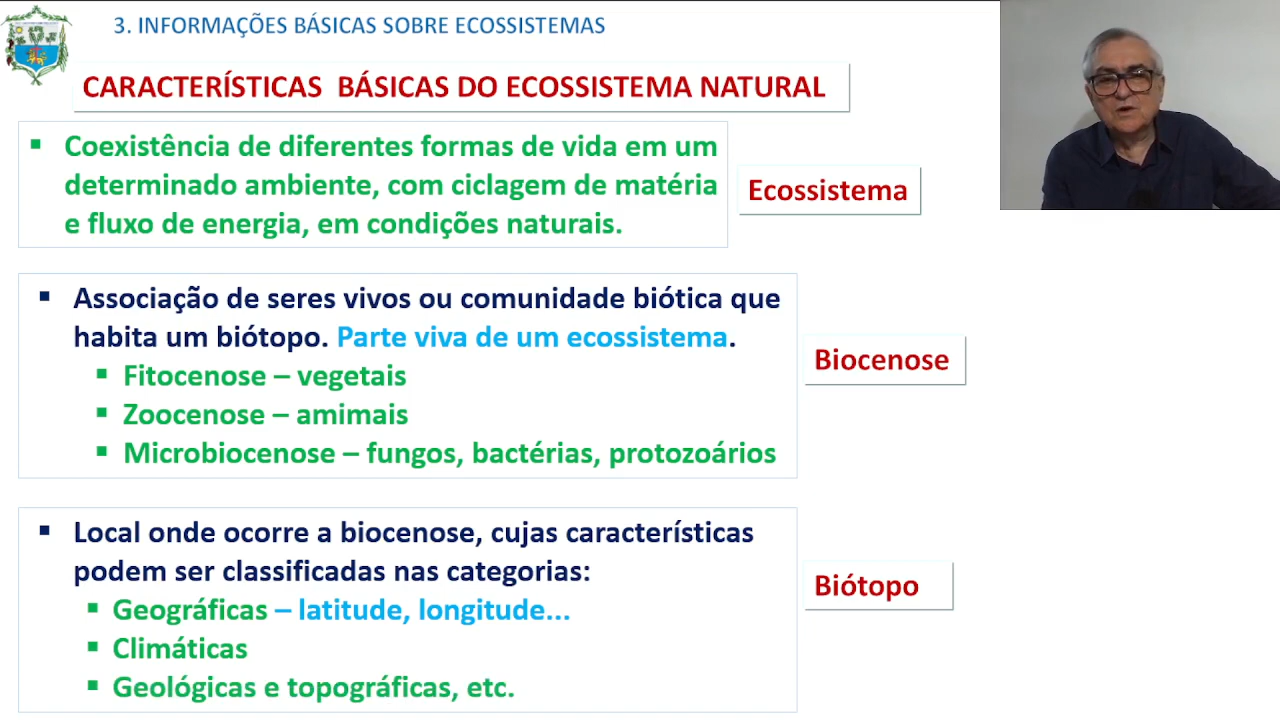 3. INFORMAÇÕES BÁSICAS SOBRE ECOSSISTEMAS
CARACTERÍSTICAS BÁSICAS DO ECOSSISTEMA NATURAL
Coexistência de diferentes formas de vida em um
determinado ambiente, com ciclagem de matéria
e fluxo de energia, em condições naturais.
Ecossistema
Associação de seres vivos ou comunidade biótica que
habita um biótopo. Parte viva de um ecossistema.
Fitocenose – vegetais
Zoocenose – amimais
Microbiocenose – fungos, bactérias, protozoários
Biocenose
Local onde ocorre a biocenose, cujas características
podem ser classificadas nas categorias:
Geográficas – latitude, longitude...
Climáticas
Geológicas e topográficas, etc.
Biótopo